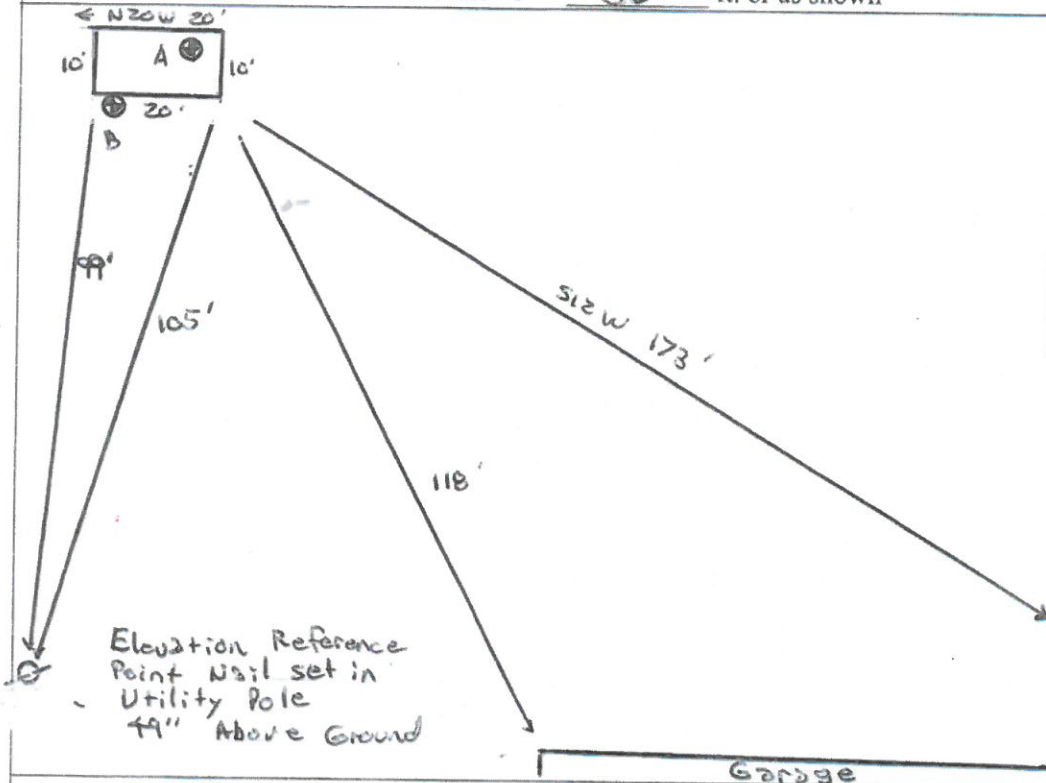 or as shown
← N20W 20'
10'
A
10'
20'
B
99'
105'
S12W 173'
118'
Elevation Reference
Point Nail set in
Utility Pole
49" Above Ground
Garage